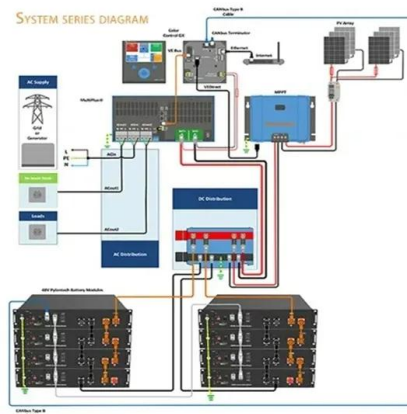 SYSTEM SERIES DIAGRAM
CANbus Type B
Cable
Color
Control GX
CANbus Terminator
PV Array
VE Bus
Ethernet
Internet
AC Supply
VE.Direct
MultiPlus-II
MPPT
Grid
or
Generator
L
PE
N
ACin
ACout1
Loads
ACout2
DC Distribution
AC Distribution
48V Pylontech Battery Modules
CANbus Type B